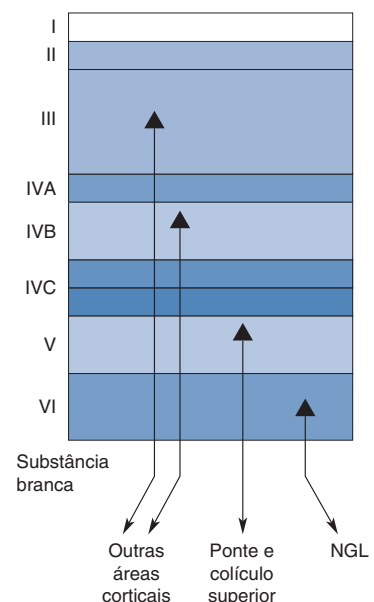 I
II
III
IVA
IVB
IVC
V
VI
Substância
branca
Outras
áreas
corticais
Ponte e
colículo
superior
NGL